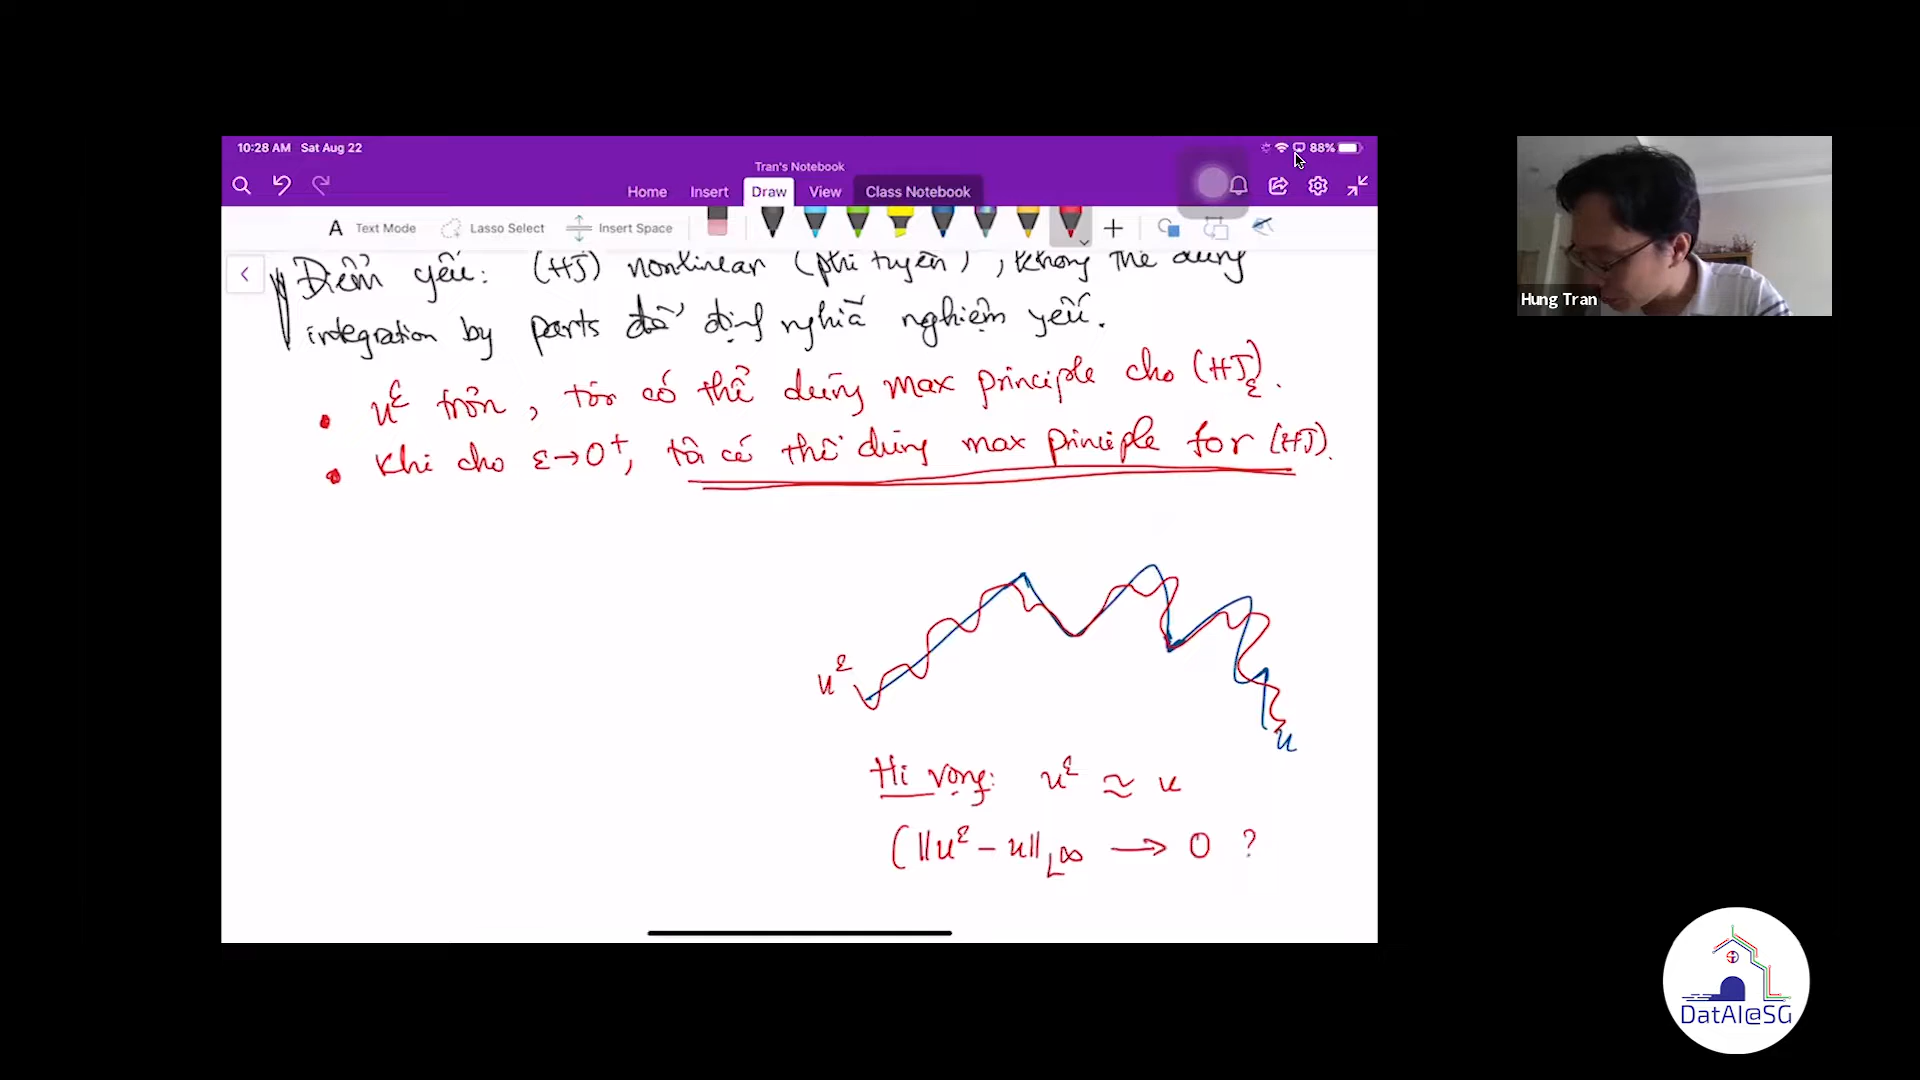 10:28 AM Sat Aug 22
88%
Tran's Notebook
Home Insert Draw View Class Notebook
A Text Mode Lasso Select Insert Space
Điểm yếu: (HJ) nonlinear (phi tuyến), không thể dùng
integration by parts để định nghĩa nghiệm yếu.
• u^ε trơn, tôi có thể dùng max principle cho (HJ)_ε.
• Khi cho ε→0⁺, tôi có thể dùng max principle for (HJ).
u^ε
u
Hi vọng: u^ε ≈ u
(‖u^ε − u‖_L∞ → 0 ?
Hung Tran
DatAI@SG